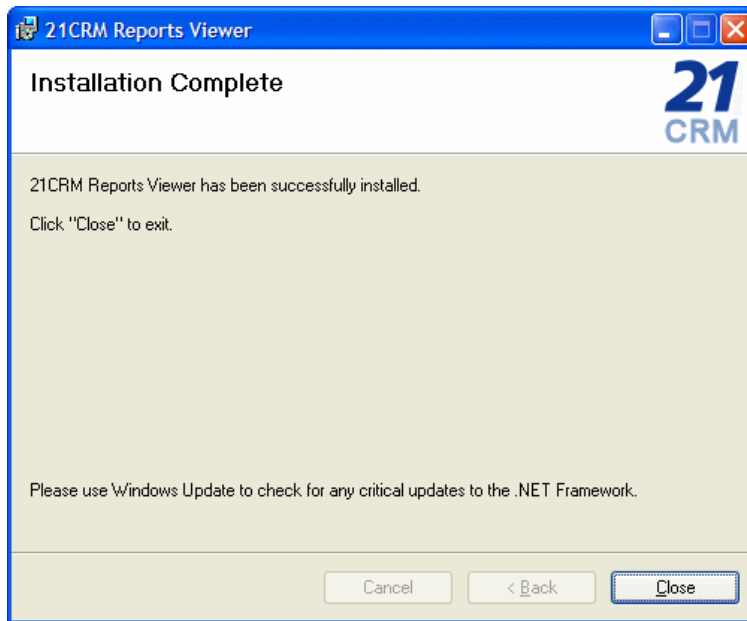 21CRM Reports Viewer
Installation Complete
21
CRM
21CRM Reports Viewer has been successfully installed.
Click "Close" to exit.
Please use Windows Update to check for any critical updates to the .NET Framework.
Cancel
< Back
Close